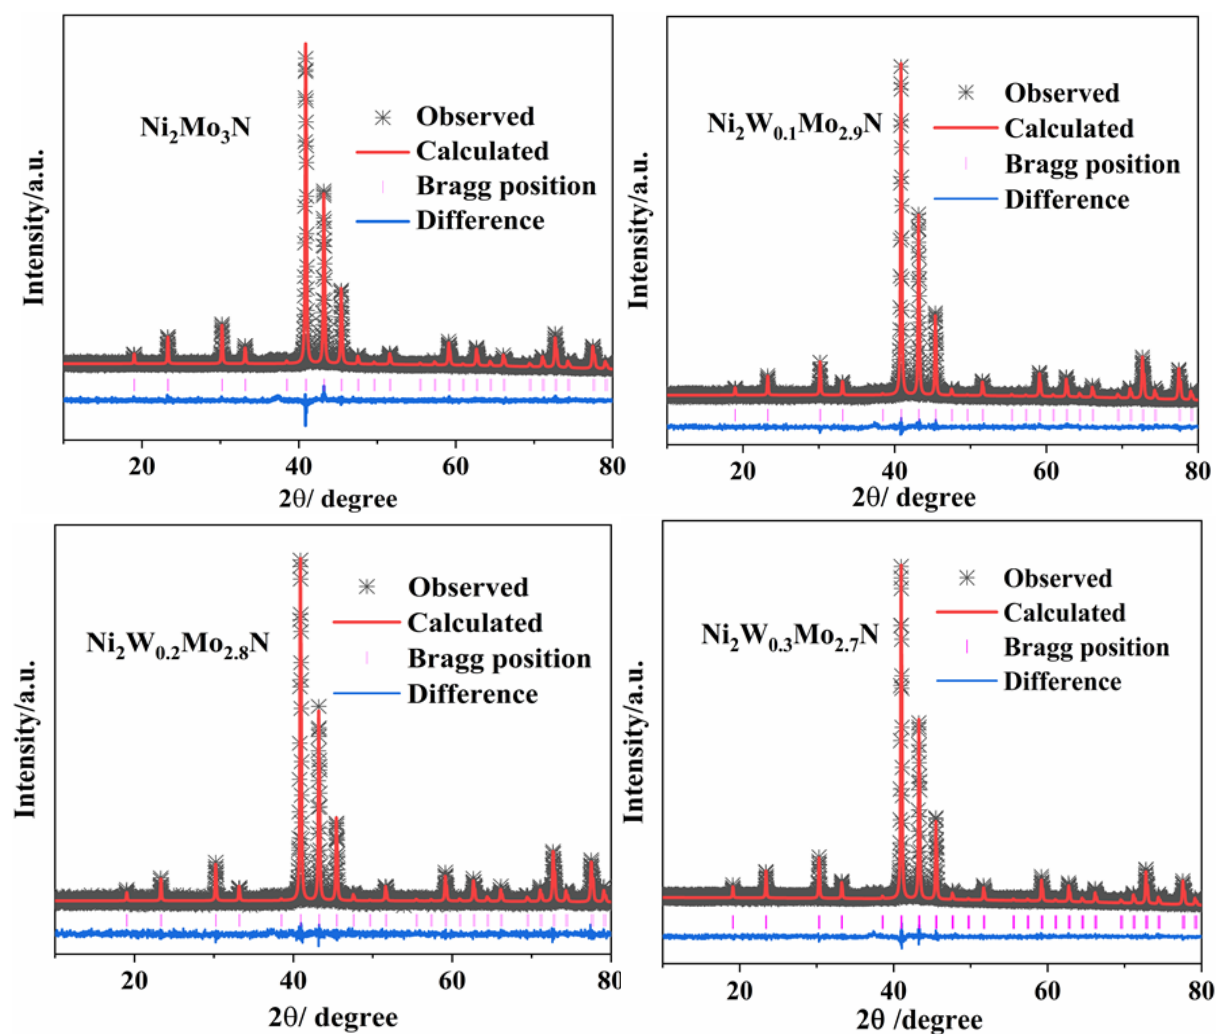 Ni₂Mo₃N
Observed
Calculated
Bragg position
Difference
Intensity/a.u.
20
40
60
80
2θ/ degree
Ni₂W₀.₁Mo₂.₉N
Observed
Calculated
Bragg position
Difference
Intensity/a.u.
20
40
60
80
2θ/ degree
Ni₂W₀.₂Mo₂.₈N
Observed
Calculated
Bragg position
Difference
Intensity/a.u.
20
40
60
80
2θ/ degree
Ni₂W₀.₃Mo₂.₇N
Observed
Calculated
Bragg position
Difference
Intensity/a.u.
20
40
60
80
2θ /degree